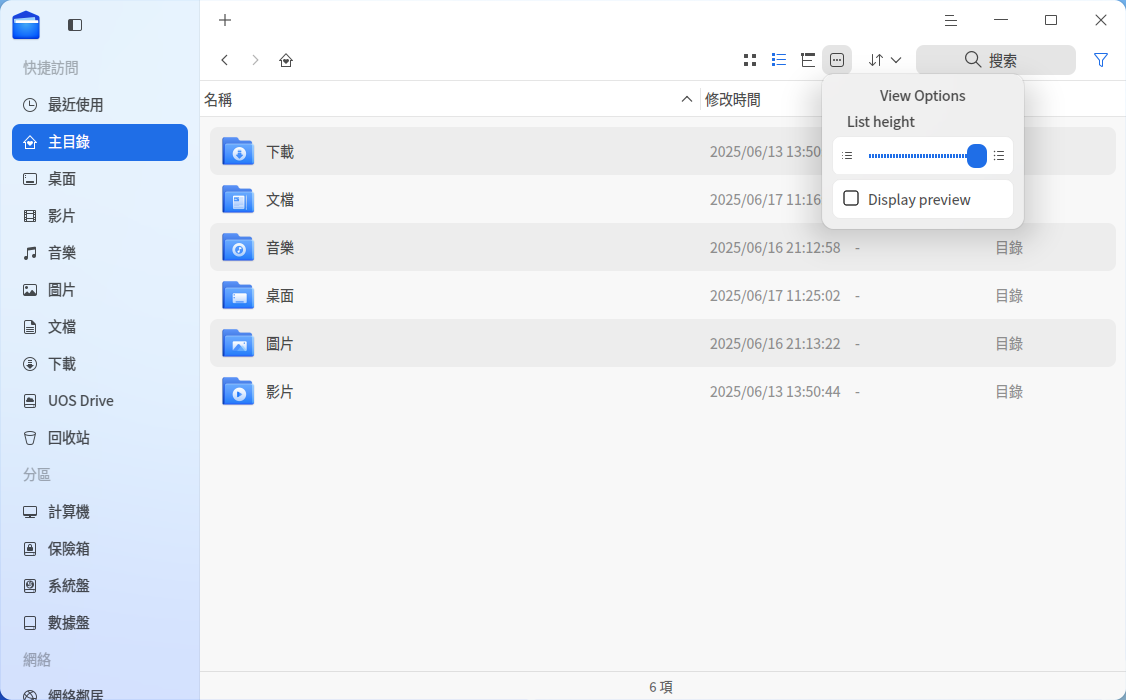 快捷訪問
最近使用
主目錄
桌面
影片
音樂
圖片
文檔
下載
UOS Drive
回收站
分區
計算機
保險箱
系統盤
數據盤
網絡
網絡鄰居
搜索
名稱
修改時間
View Options
List height
Display preview
下載 2025/06/13 13:50
文檔 2025/06/17 11:16
音樂 2025/06/16 21:12:58 - 目錄
桌面 2025/06/17 11:25:02 - 目錄
圖片 2025/06/16 21:13:22 - 目錄
影片 2025/06/13 13:50:44 - 目錄
6 項